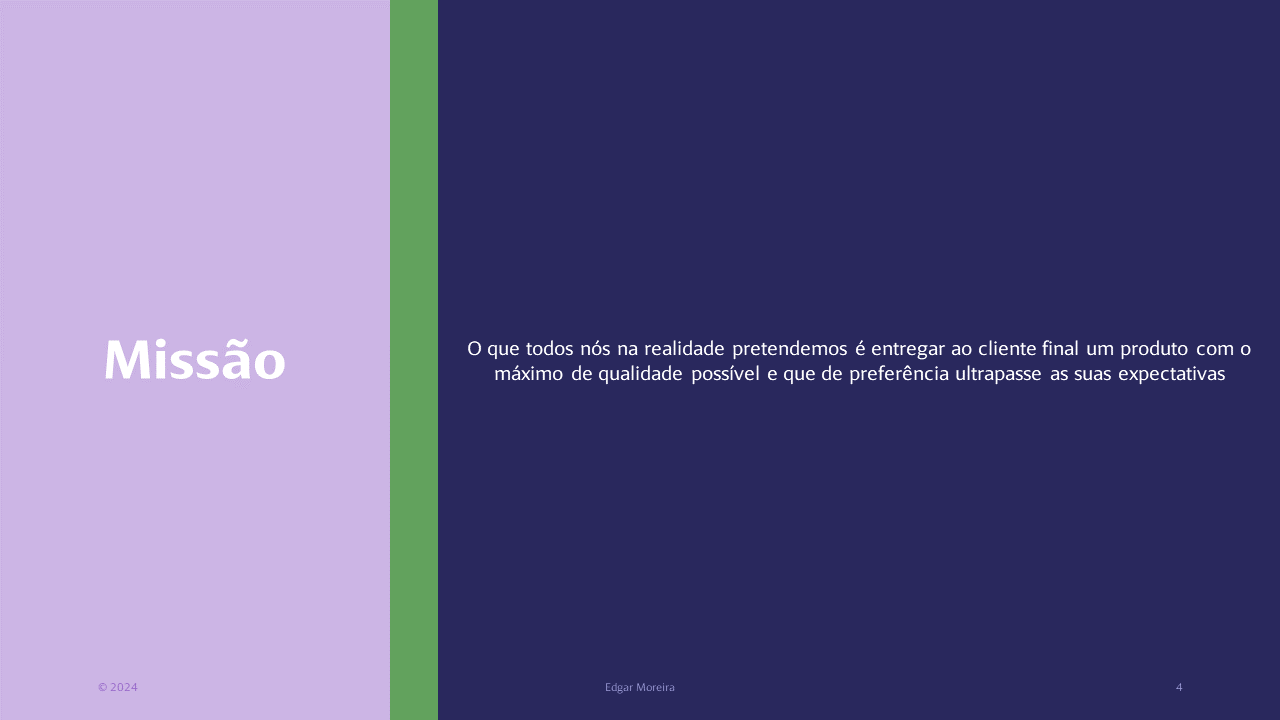 Missão
O que todos nós na realidade pretendemos é entregar ao cliente final um produto com o
máximo de qualidade possível e que de preferência ultrapasse as suas expectativas
© 2024
Edgar Moreira
4